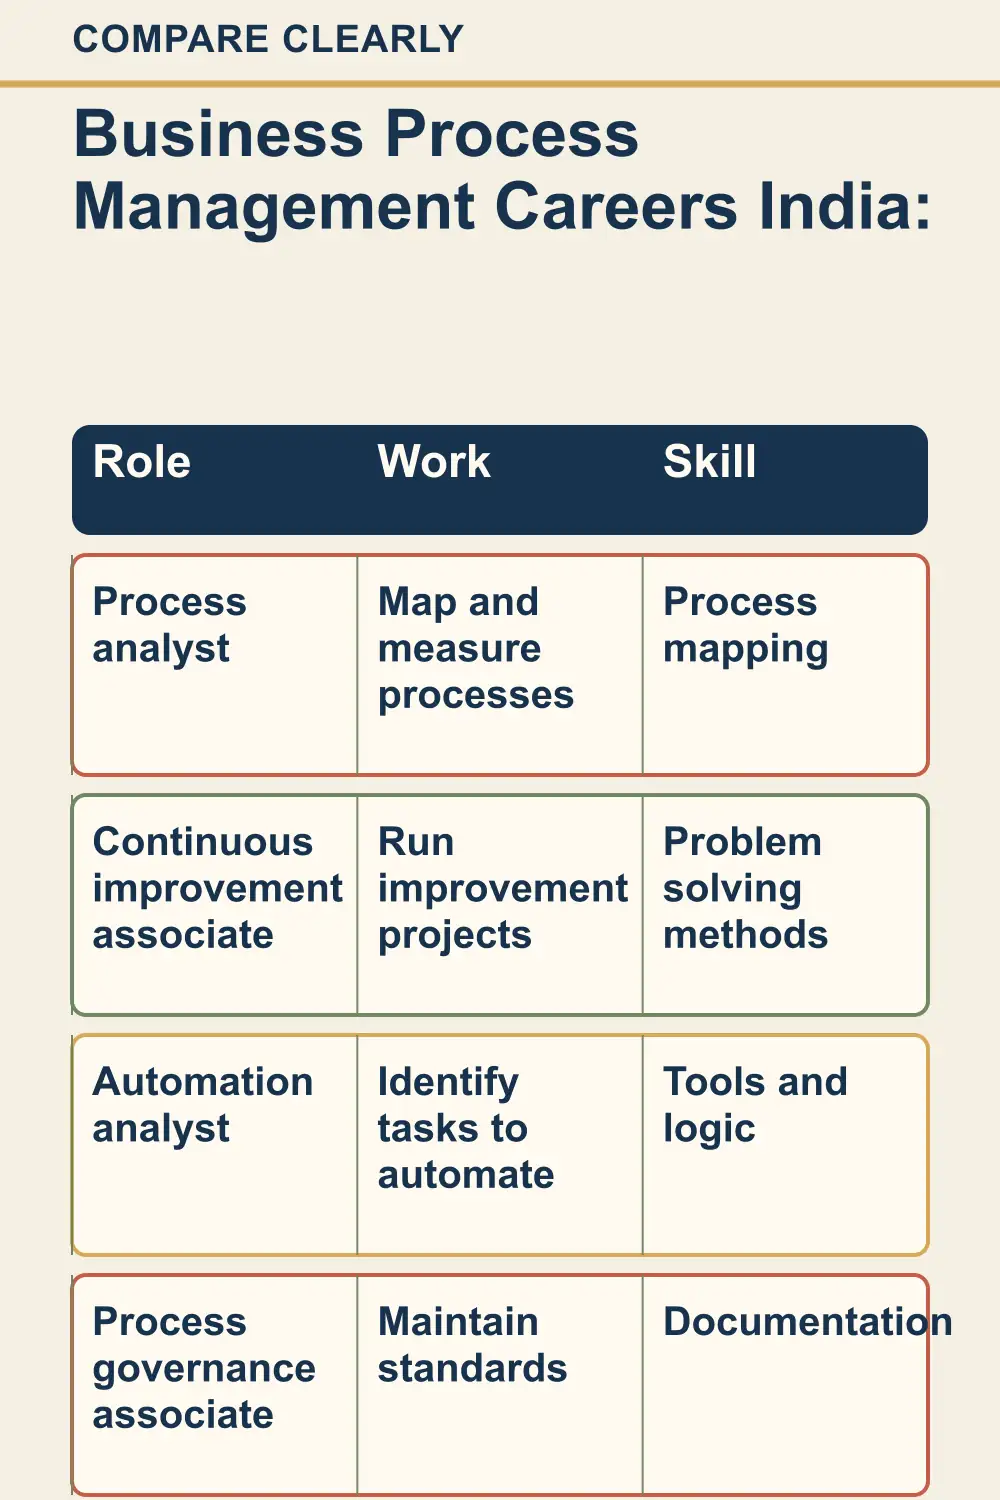 COMPARE CLEARLY
Business Process
Management Careers India:
Role
Work
Skill
Process
analyst
Map and
measure
processes
Process
mapping
Continuous
improvement
associate
Run
improvement
projects
Problem
solving
methods
Automation
analyst
Identify
tasks to
automate
Tools and
logic
Process
governance
associate
Maintain
standards
Documentation